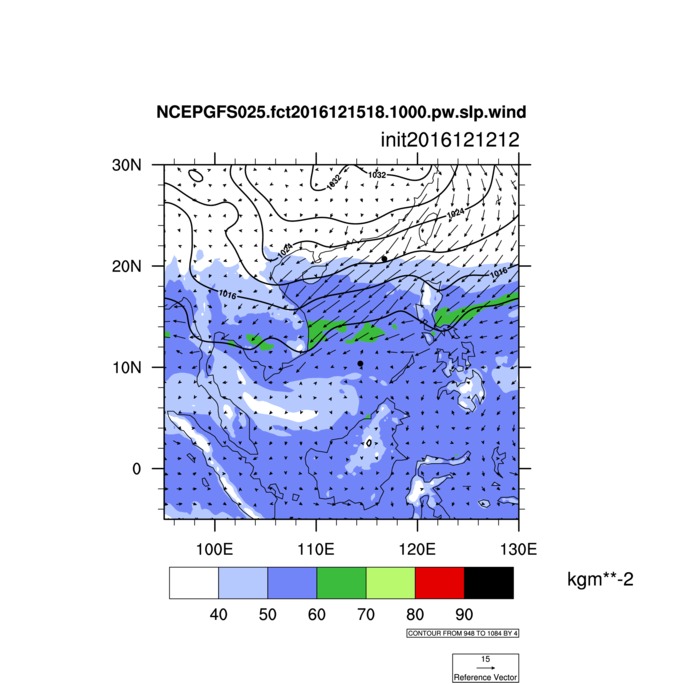 NCEPGFS025.fct2016121518.1000.pw.slp.wind
init2016121212
30N
20N
10N
0
1032
1032
1024
1024
1016
1016
0
100E
110E
120E
130E
kgm**-2
40
50
60
70
80
90
CONTOUR FROM 948 TO 1084 BY 4
15
Reference Vector